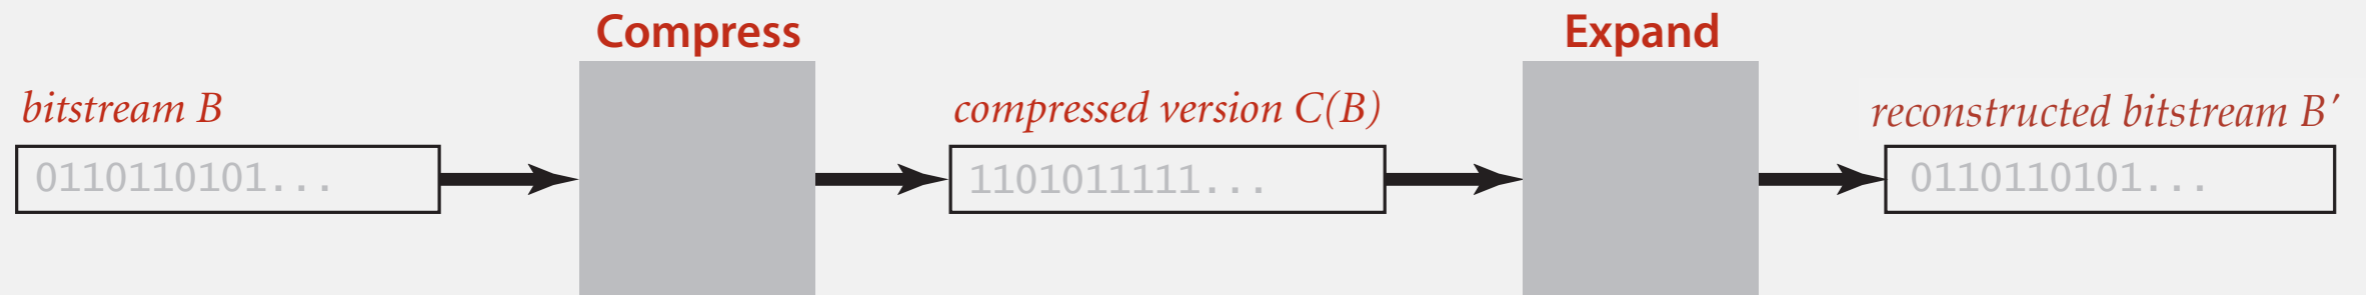 Compress
Expand
bitstream B
compressed version C(B)
reconstructed bitstream B′
0110110101...
1101011111...
0110110101...